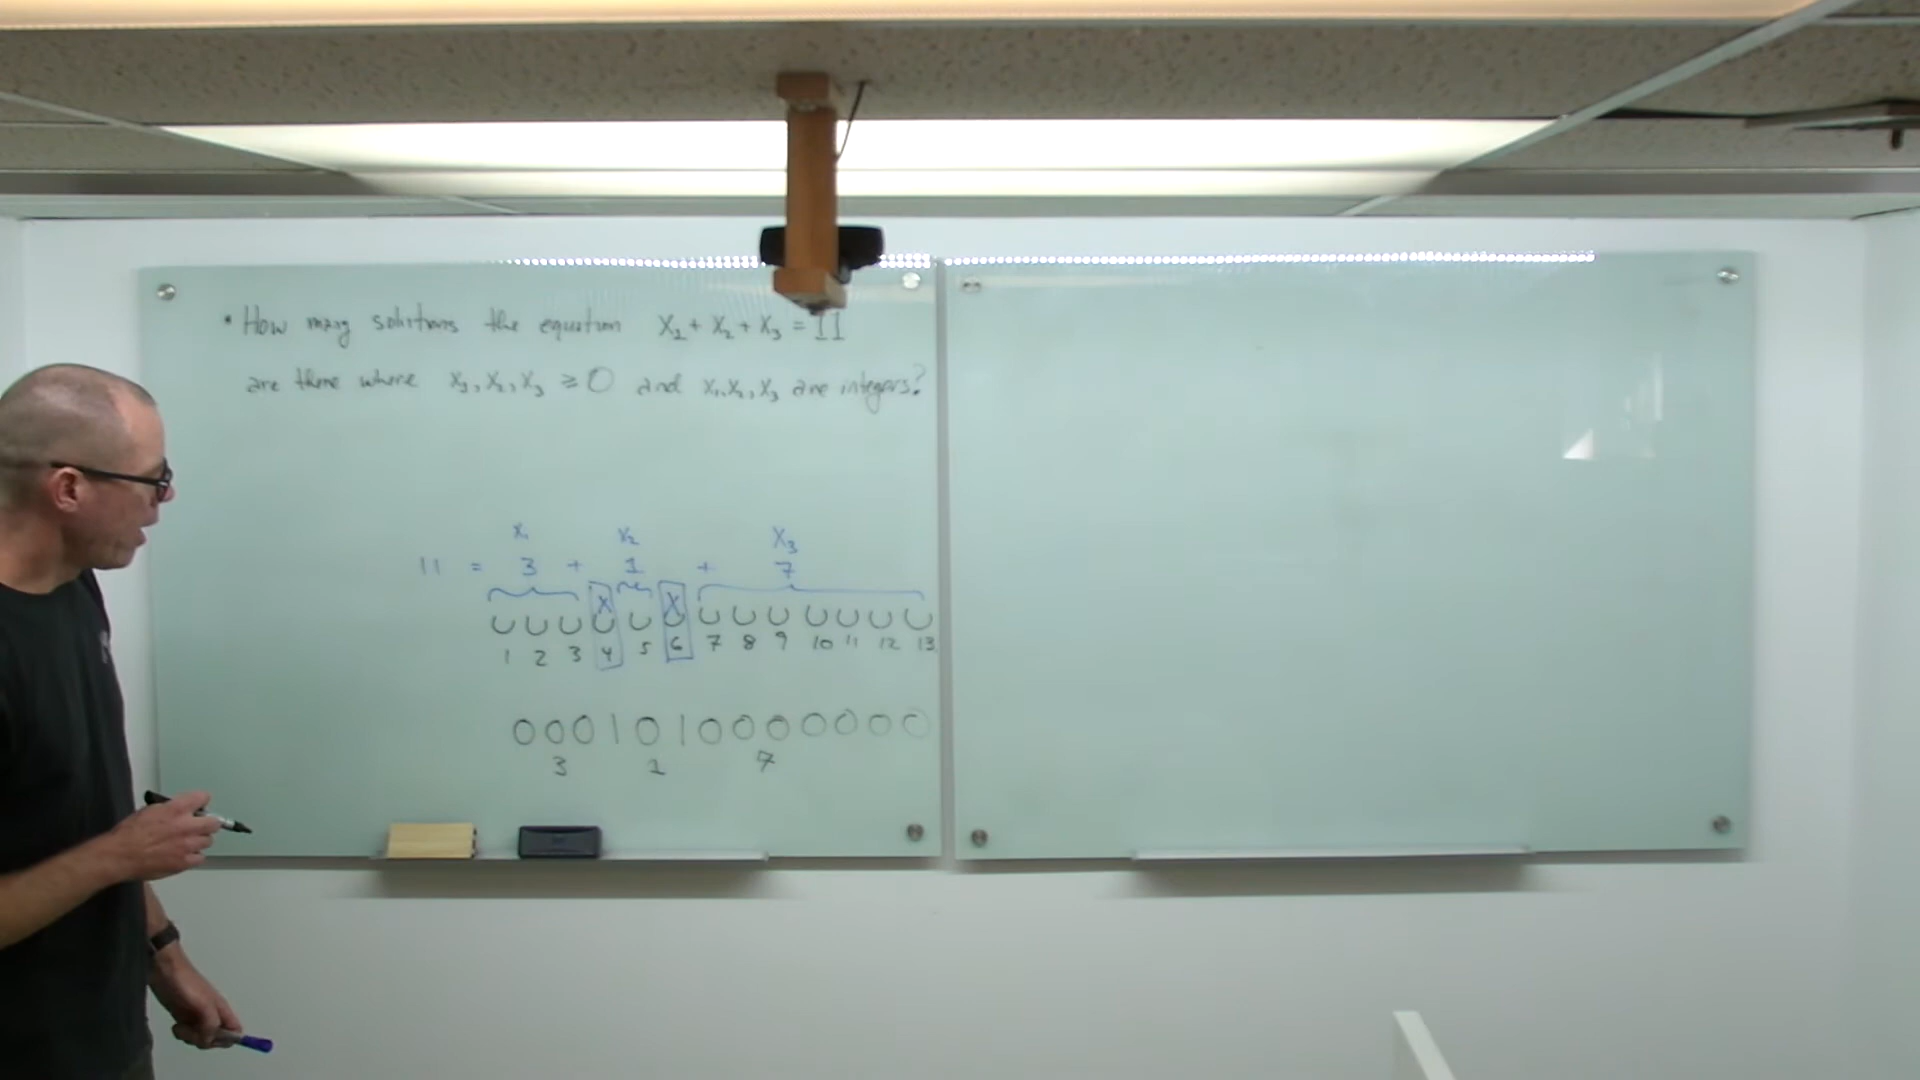 • How many solutions the equation X₁ + X₂ + X₃ = 11
are there where X₁, X₂, X₃ ≥ 0 and X₁, X₂, X₃ are integers?
X₁ X₂ X₃
11 = 3 + 1 + 7
X X
1 2 3 4 5 6 7 8 9 10 11 12 13
0 0 0 1 0 1 0 0 0 0 0 0 0
3 1 7